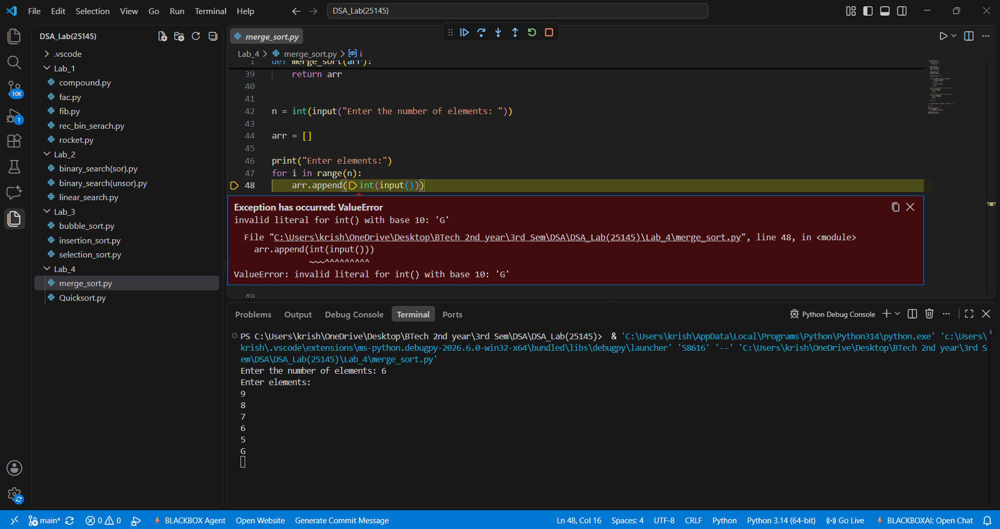 File Edit Selection View Go Run Terminal Help
DSA_Lab(25145)
DSA_Lab(25145)
.vscode
Lab_1
compound.py
fac.py
fib.py
rec_bin_serach.py
rocket.py
Lab_2
binary_search(sor).py
binary_search(unsor).py
linear_search.py
Lab_3
bubble_sort.py
insertion_sort.py
selection_sort.py
Lab_4
merge_sort.py
Quicksort.py
10K
1
merge_sort.py
Lab_4 > merge_sort.py > i
1 def merge_sort(arr):
39 return arr
40
41
42 n = int(input("Enter the number of elements: "))
43
44 arr = []
45
46 print("Enter elements:")
47 for i in range(n):
48 arr.append(int(input()))
Exception has occurred: ValueError
invalid literal for int() with base 10: 'G'
File "C:\Users\krish\OneDrive\Desktop\BTech 2nd year\3rd Sem\DSA\DSA_Lab(25145)\Lab_4\merge_sort.py", line 48, in <module>
arr.append(int(input()))
~~~^^^^^^^^^
ValueError: invalid literal for int() with base 10: 'G'
49
Problems Output Debug Console Terminal Ports
Python Debug Console
PS C:\Users\krish\OneDrive\Desktop\BTech 2nd year\3rd Sem\DSA\DSA_Lab(25145)> & 'C:\Users\krish\AppData\Local\Programs\Python\Python314\python.exe' 'c:\Users\
krish\.vscode\extensions\ms-python.debugpy-2026.6.0-win32-x64\bundled\libs\debugpy\launcher' '58616' '--' 'C:\Users\krish\OneDrive\Desktop\BTech 2nd year\3rd S
em\DSA\DSA_Lab(25145)\Lab_4\merge_sort.py'
Enter the number of elements: 6
Enter elements:
9
8
7
6
5
G
main* 0 0 BLACKBOX Agent Open Website Generate Commit Message
Ln 48, Col 16 Spaces: 4 UTF-8 CRLF Python Python 3.14 (64-bit) Go Live BLACKBOXAI: Open Chat